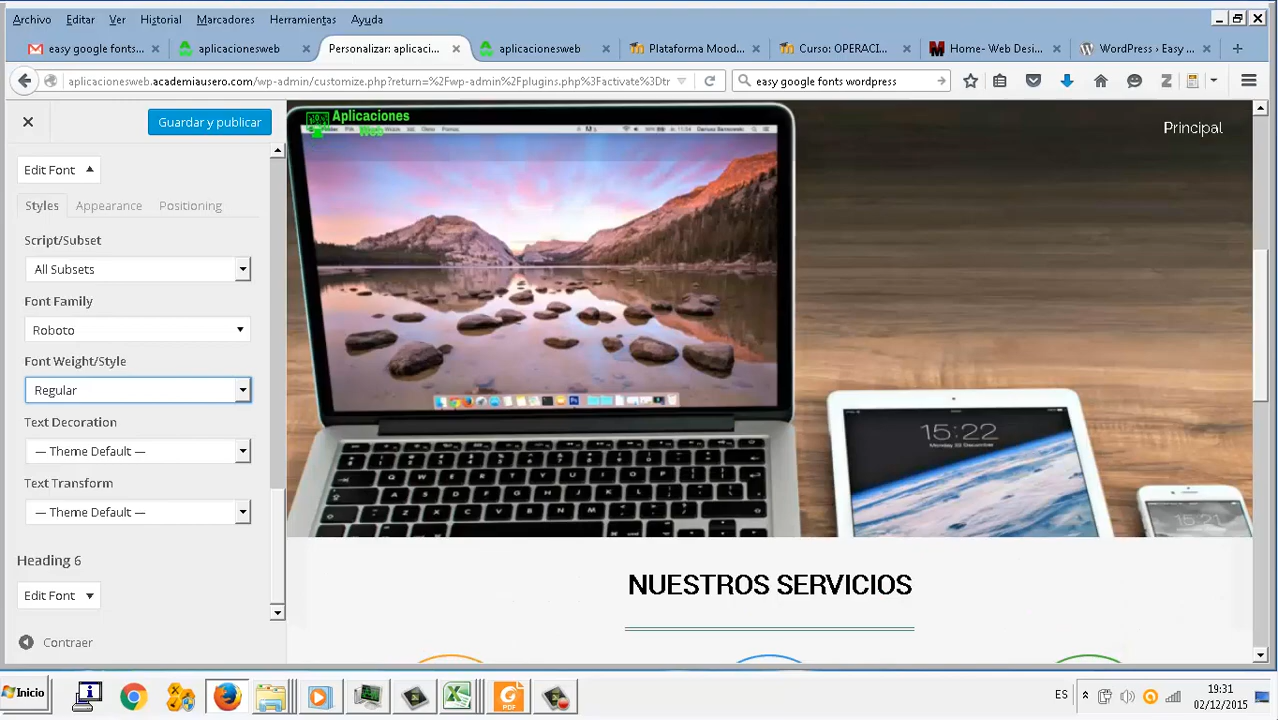 Archivo Editar Ver Historial Marcadores Herramientas Ayuda
easy google fonts... aplicacionesweb Personalizar: aplicaci... aplicacionesweb Plataforma Mood... Curso: OPERACI... Home- Web Desi... WordPress › Easy ...
aplicacionesweb.academiausero.com/wp-admin/customize.php?return=%2Fwp-admin%2Fplugins.php%3Factivate%3Dtr easy google fonts wordpress
Guardar y publicar
Aplicaciones
Web
Principal
Edit Font
Styles Appearance Positioning
Script/Subset
All Subsets
Font Family
Roboto
Font Weight/Style
Regular
Text Decoration
— Theme Default —
Text Transform
— Theme Default —
Heading 6
Edit Font
Contraer
15:22
15:21
NUESTROS SERVICIOS
Inicio
PDF
ES
19:31
02/12/2015